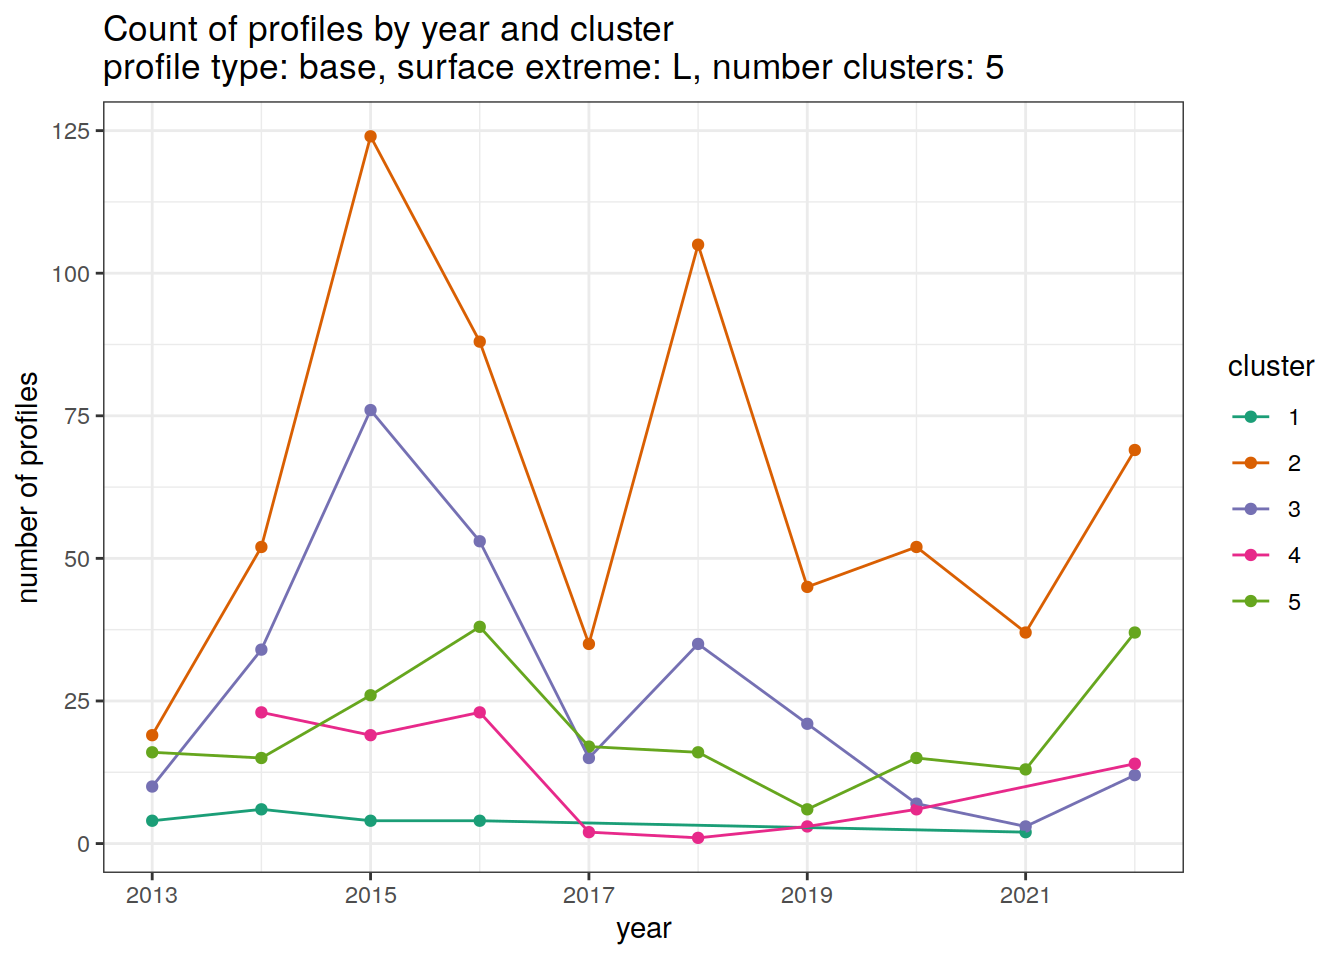 Count of profiles by year and cluster
profile type: base, surface extreme: L, number clusters: 5
125
100
75
50
25
0
number of profiles
2013 2015 2017 2019 2021
year
cluster
1
2
3
4
5